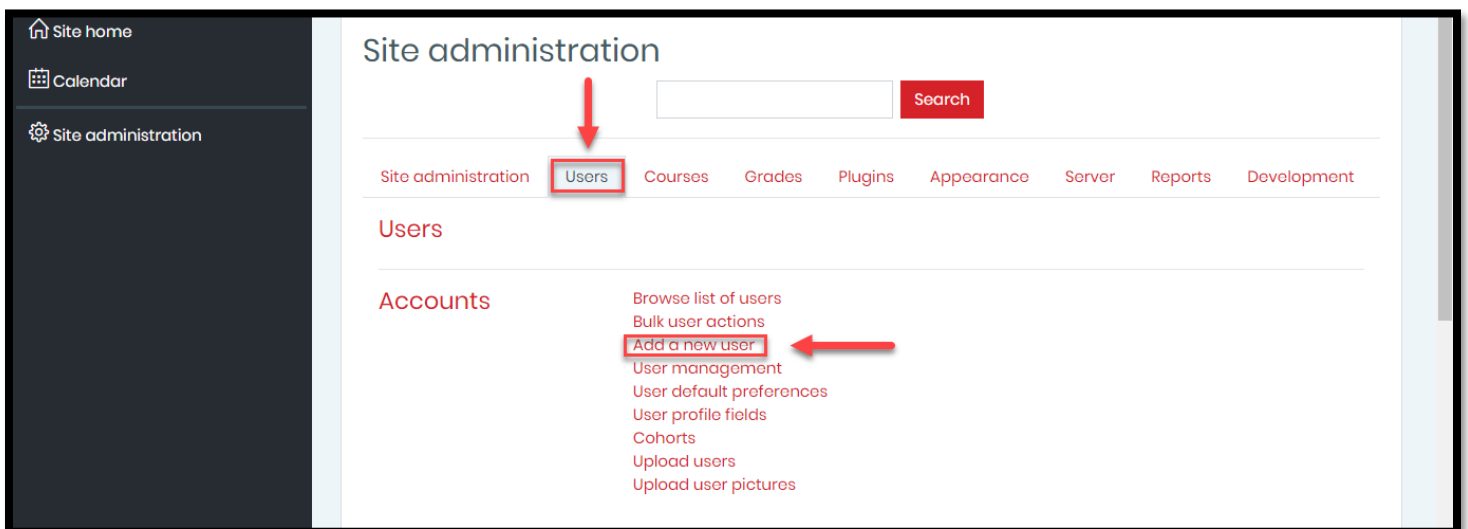 Site home
Calendar
Site administration
Site administration
Search
Site administration Users Courses Grades Plugins Appearance Server Reports Development
Users
Accounts
Browse list of users
Bulk user actions
Add a new user
User management
User default preferences
User profile fields
Cohorts
Upload users
Upload user pictures